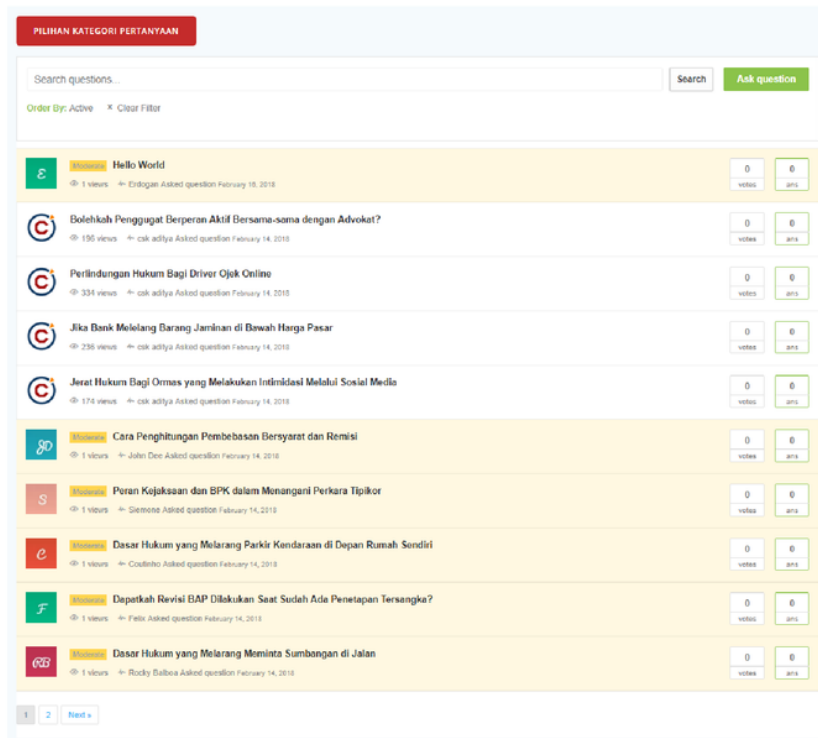 PILIHAN KATEGORI PERTANYAAN
Search questions... Search Ask question
Order By: Active × Clear Filter
ε Moderate Hello World 0 0
1 views Erdogan Asked question February 18, 2018 votes ans
C Bolehkah Penggugat Berperan Aktif Bersama-sama dengan Advokat? 0 0
196 views csk aditya Asked question February 14, 2018 votes ans
C Perlindungan Hukum Bagi Driver Ojek Online 0 0
334 views csk aditya Asked question February 14, 2018 votes ans
C Jika Bank Melelang Barang Jaminan di Bawah Harga Pasar 0 0
236 views csk aditya Asked question February 14, 2018 votes ans
C Jerat Hukum Bagi Ormas yang Melakukan Intimidasi Melalui Sosial Media 0 0
174 views csk aditya Asked question February 14, 2018 votes ans
JD Moderate Cara Penghitungan Pembebasan Bersyarat dan Remisi 0 0
1 views John Dee Asked question February 14, 2018 votes ans
S Moderate Peran Kejaksaan dan BPK dalam Menangani Perkara Tipikor 0 0
1 views Siemone Asked question February 14, 2018 votes ans
C Moderate Dasar Hukum yang Melarang Parkir Kendaraan di Depan Rumah Sendiri 0 0
1 views Coutinho Asked question February 14, 2018 votes ans
F Moderate Dapatkah Revisi BAP Dilakukan Saat Sudah Ada Penetapan Tersangka? 0 0
1 views Felix Asked question February 14, 2018 votes ans
RB Moderate Dasar Hukum yang Melarang Meminta Sumbangan di Jalan 0 0
1 views Rocky Balboa Asked question February 14, 2018 votes ans
1 2 Next »